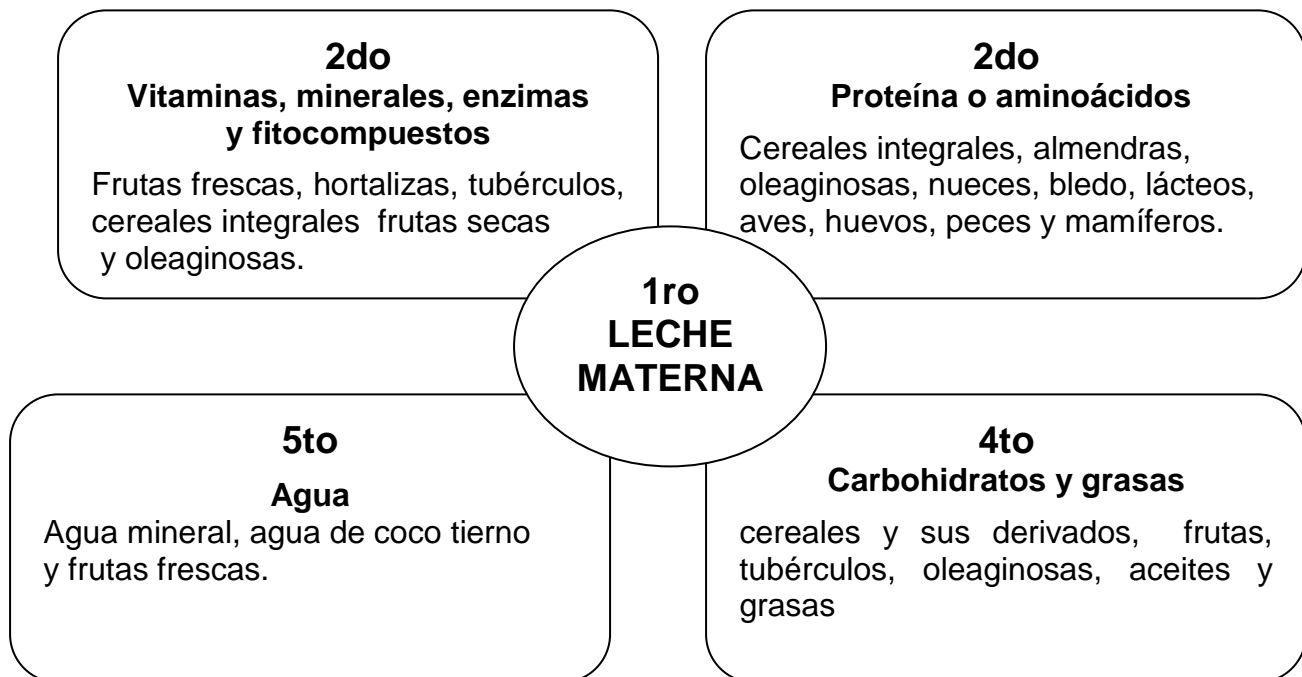 2do
Vitaminas, minerales, enzimas
y fitocompuestos
Frutas frescas, hortalizas, tubérculos,
cereales integrales frutas secas
y oleaginosas.
2do
Proteína o aminoácidos
Cereales integrales, almendras,
oleaginosas, nueces, bledo, lácteos,
aves, huevos, peces y mamíferos.
1ro
LECHE
MATERNA
5to
Agua
Agua mineral, agua de coco tierno
y frutas frescas.
4to
Carbohidratos y grasas
cereales y sus derivados, frutas,
tubérculos, oleaginosas, aceites y
grasas